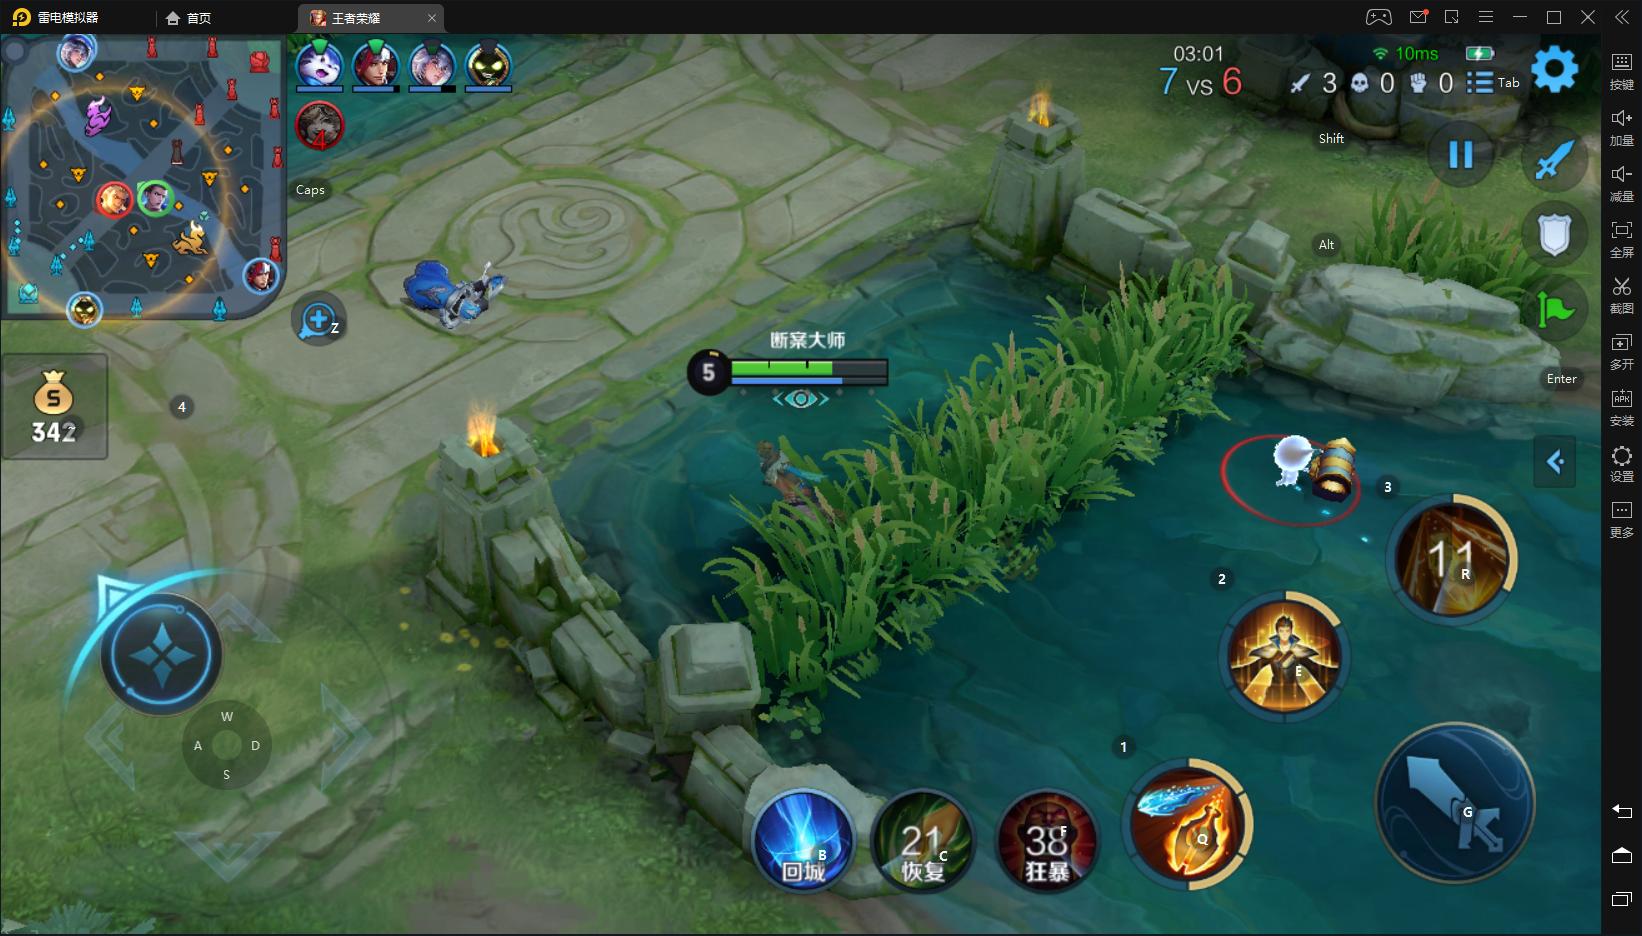 雷电模拟器
首页
王者荣耀
03:01
10ms
7 vs 6
3
0
0
Tab
按键
加量
减量
全屏
截图
多开
安装
APK
设置
更多
Shift
4
Caps
Alt
Z
断案大师
5
Enter
S
342
4
3
11
R
2
E
W
A
D
S
1
G
Q
B
回城
21
C
恢复
38
F
狂暴